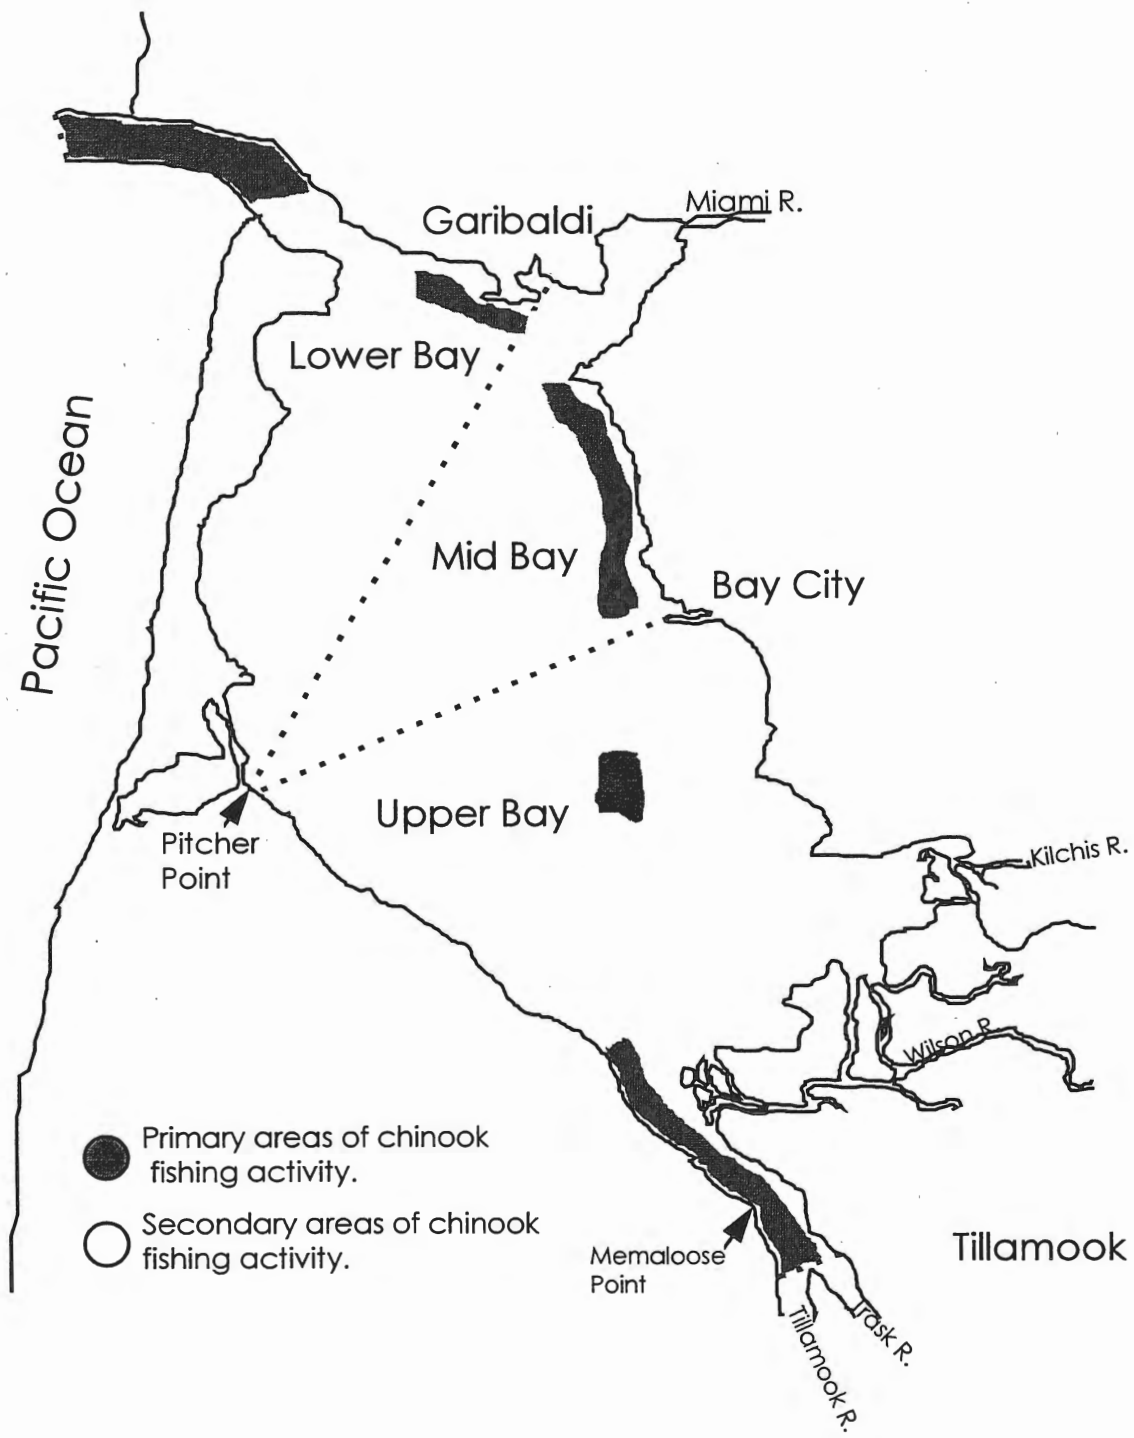 Miami R.
Garibaldi
Lower Bay
Pacific Ocean
Mid Bay
Bay City
Upper Bay
Pitcher
Point
Kilchis R.
Wilson R.
Primary areas of chinook
fishing activity.
Secondary areas of chinook
fishing activity.
Memaloose
Point
Tillamook
Trask R.
Tillamook R.